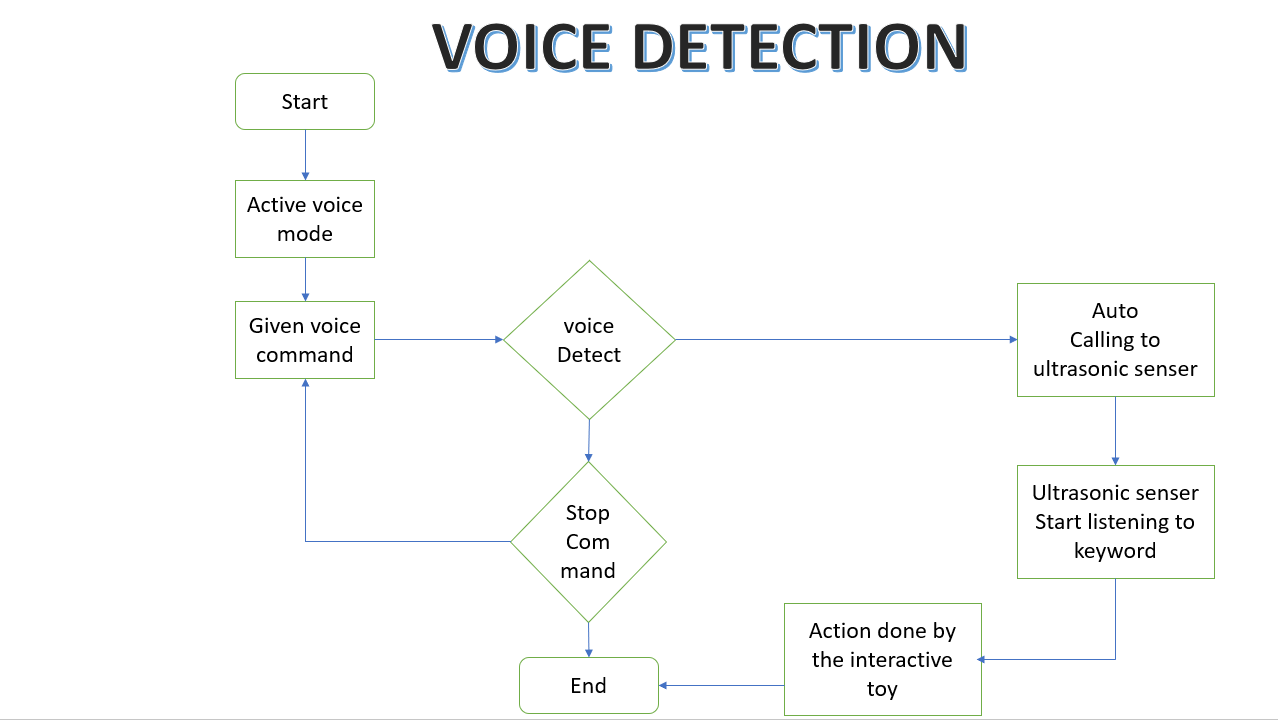 VOICE DETECTION
Start
Active voice
mode
Given voice
command
voice
Detect
Auto
Calling to
ultrasonic senser
Stop
Com
mand
Ultrasonic senser
Start listening to
keyword
Action done by
the interactive
toy
End